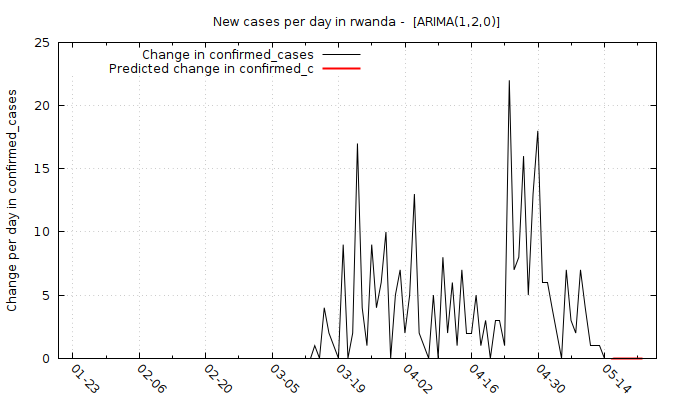 New cases per day in rwanda -  [ARIMA(1,2,0)]
Change in confirmed_cases
Predicted change in confirmed_c
Change per day in confirmed_cases
25
20
15
10
5
0
01-23 02-06 02-20 03-05 03-19 04-02 04-16 04-30 05-14